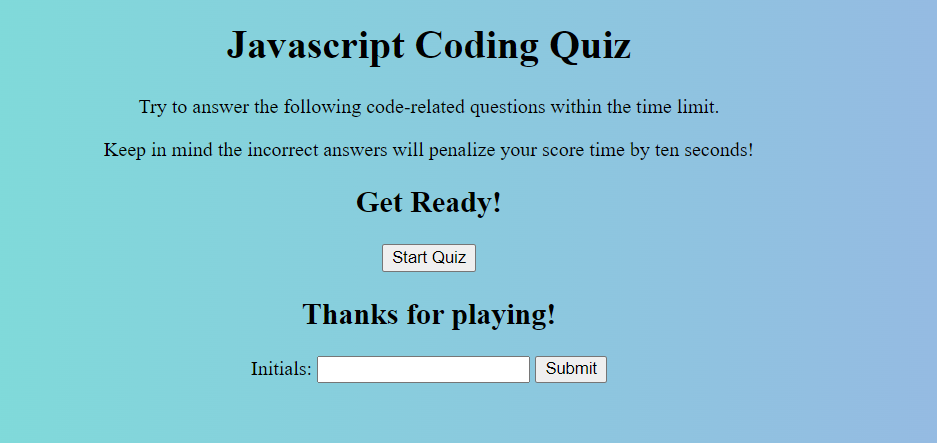 Javascript Coding Quiz
Try to answer the following code-related questions within the time limit.
Keep in mind the incorrect answers will penalize your score time by ten seconds!
Get Ready!
Start Quiz
Thanks for playing!
Initials: Submit